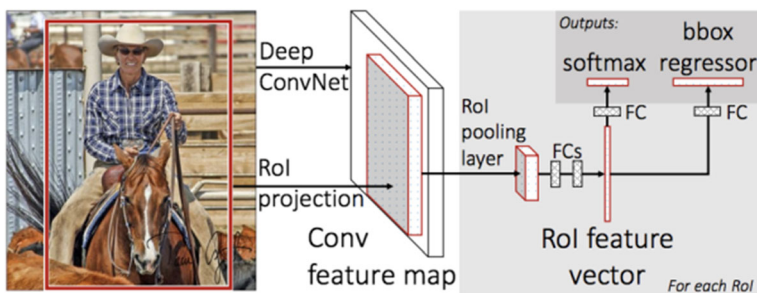 Deep
ConvNet
RoI
projection
Conv
feature map
RoI
pooling
layer
FCs
RoI feature
vector
Outputs:
softmax
bbox
regressor
FC
FC
For each RoI